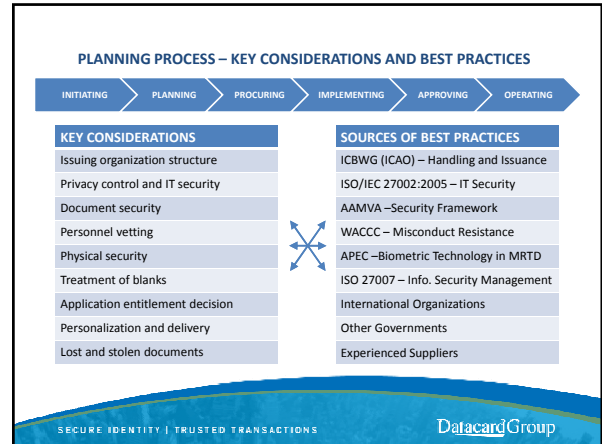 PLANNING PROCESS – KEY CONSIDERATIONS AND BEST PRACTICES
INITIATING PLANNING PROCURING IMPLEMENTING APPROVING OPERATING
KEY CONSIDERATIONS
Issuing organization structure
Privacy control and IT security
Document security
Personnel vetting
Physical security
Treatment of blanks
Application entitlement decision
Personalization and delivery
Lost and stolen documents
SOURCES OF BEST PRACTICES
ICBWG (ICAO) – Handling and Issuance
ISO/IEC 27002:2005 – IT Security
AAMVA –Security Framework
WACCC – Misconduct Resistance
APEC –Biometric Technology in MRTD
ISO 27007 – Info. Security Management
International Organizations
Other Governments
Experienced Suppliers
SECURE IDENTITY | TRUSTED TRANSACTIONS
Datacard Group